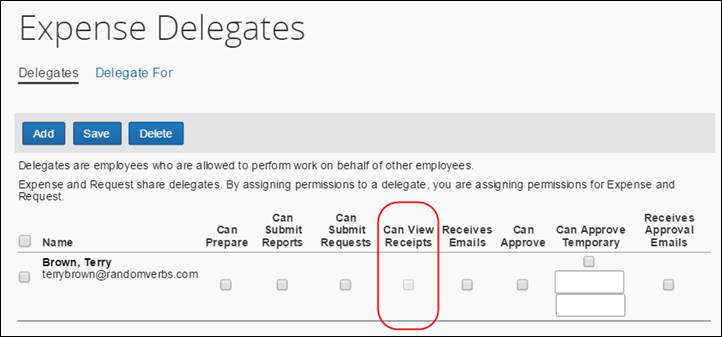 Expense Delegates
Delegates Delegate For
Add Save Delete
Delegates are employees who are allowed to perform work on behalf of other employees.
Expense and Request share delegates. By assigning permissions to a delegate, you are assigning permissions for Expense and
Request.
Name Can Prepare Can Submit Reports Can Submit Requests Can View Receipts Receives Emails Can Approve Can Approve Temporary Receives Approval Emails
Brown, Terry
terrybrown@randomverbs.com